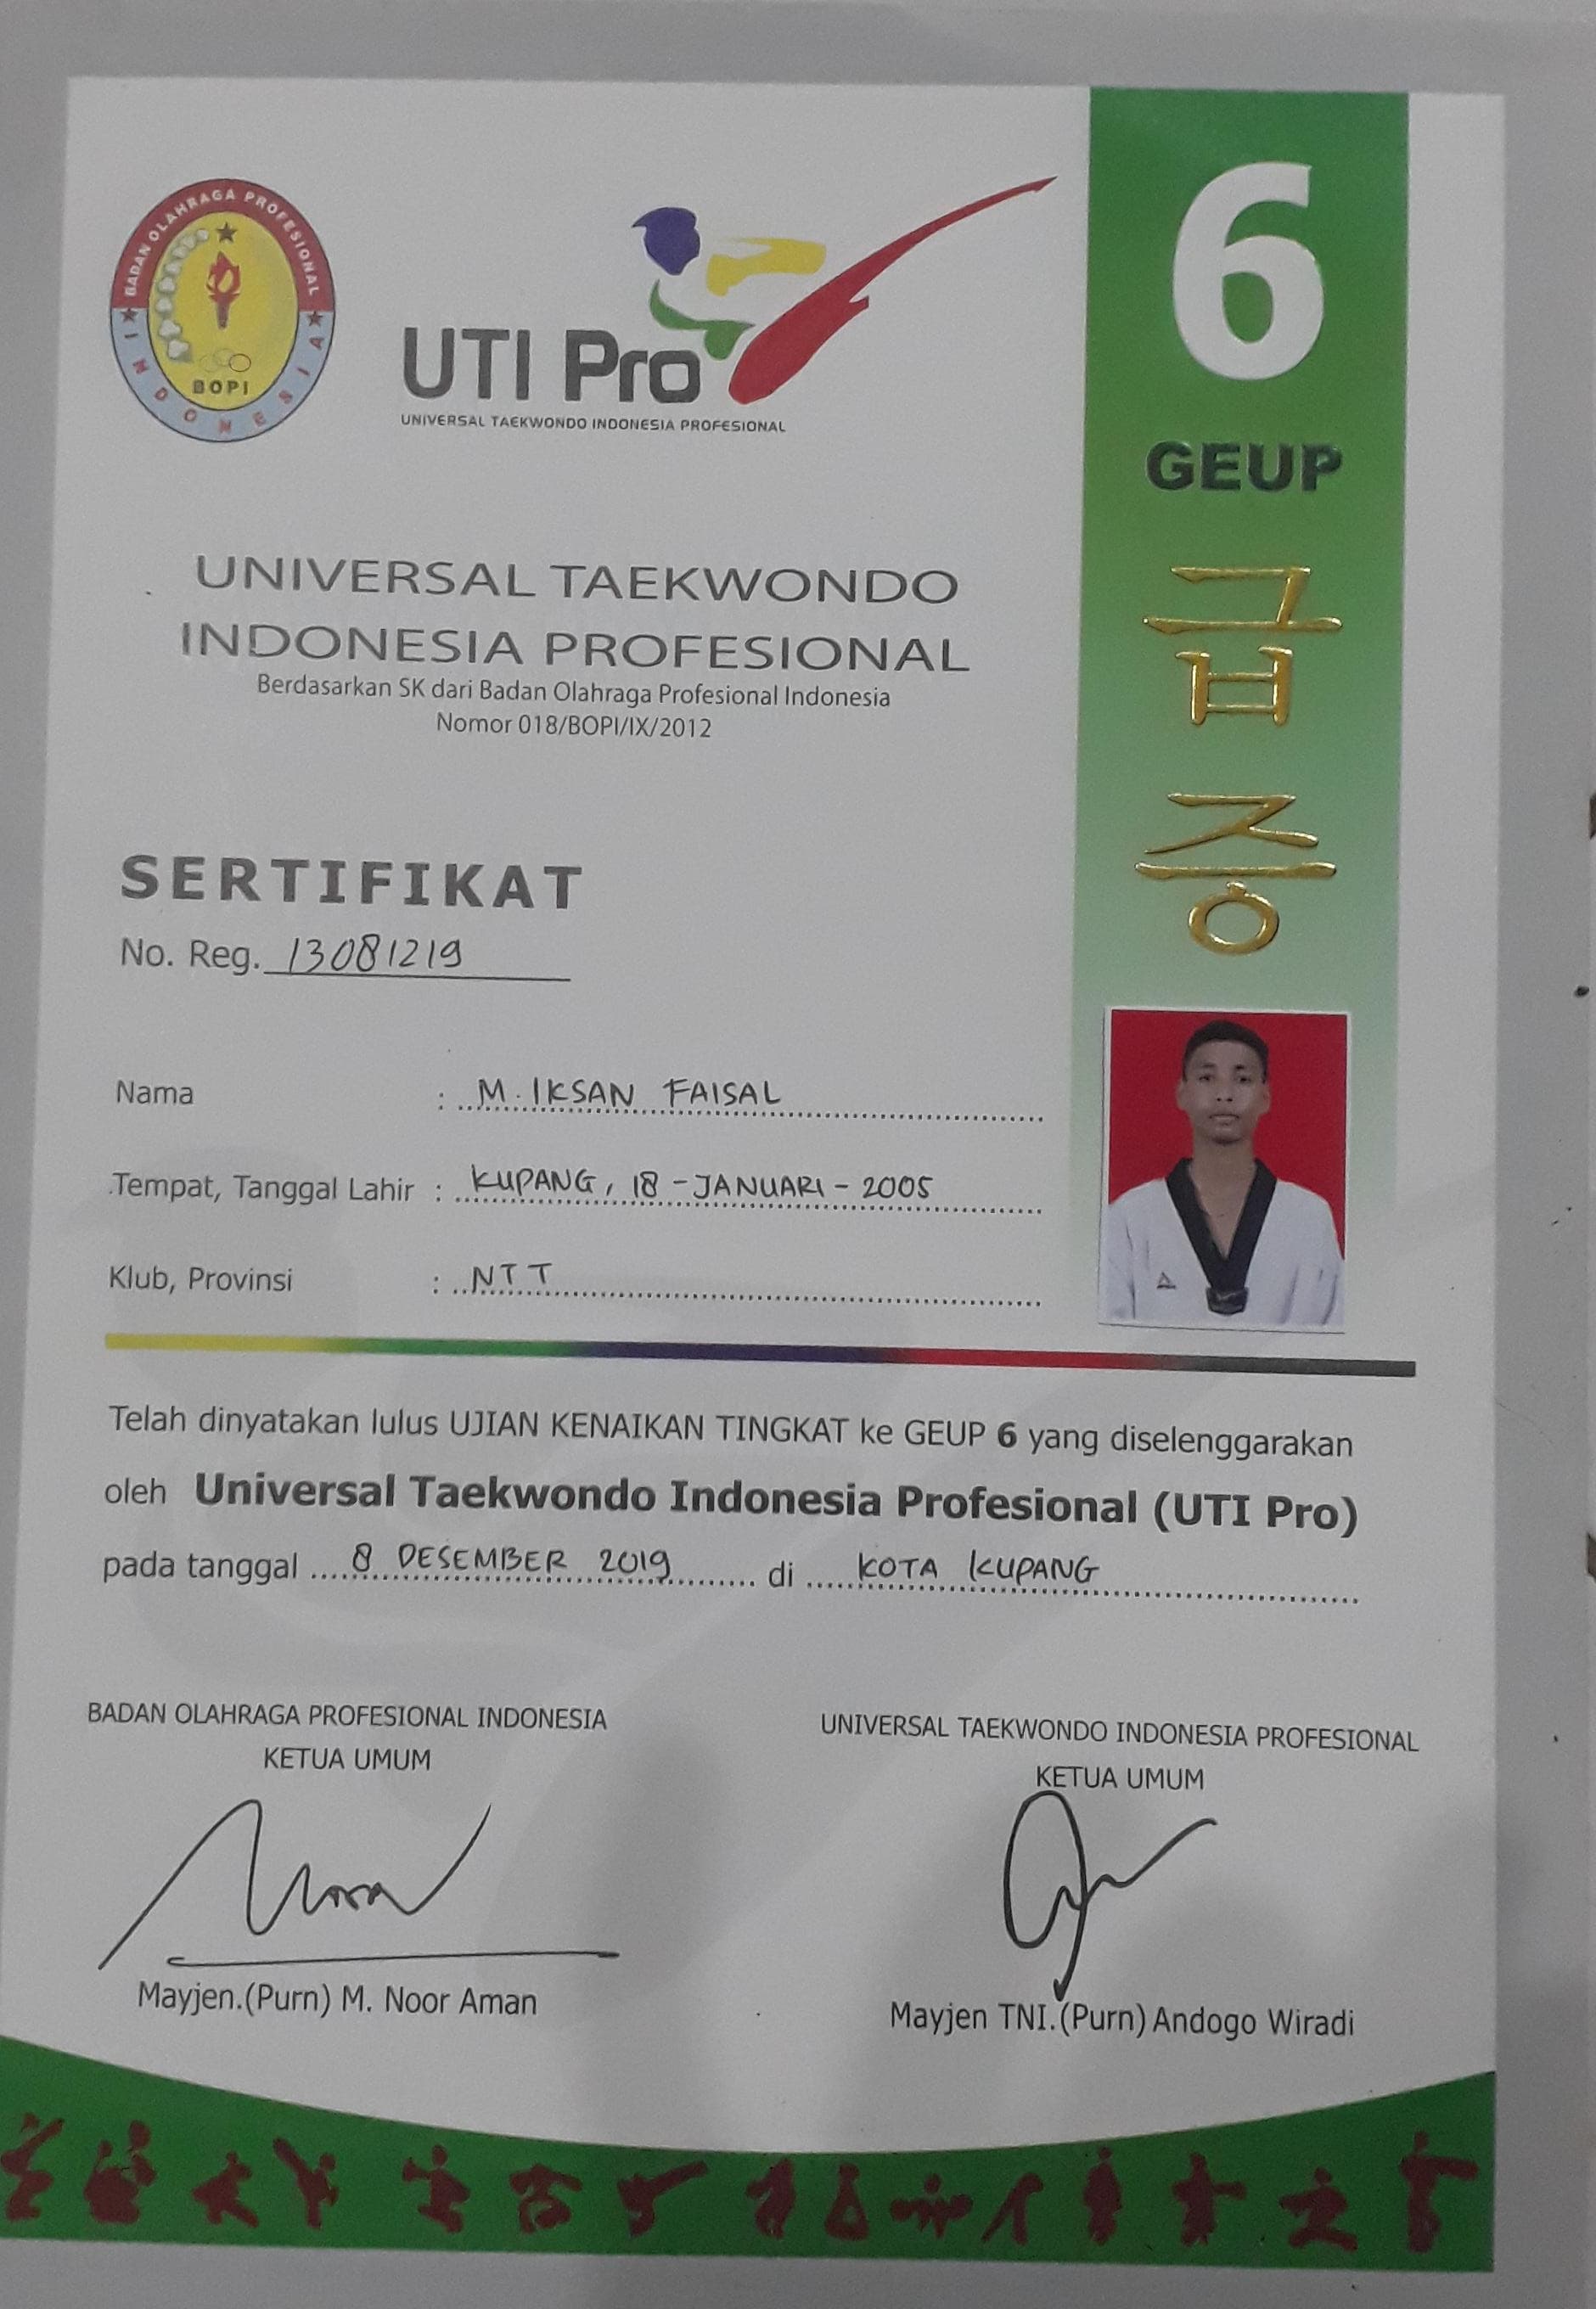 BADAN OLAHRAGA PROFESIONAL
INDONESIA
BOPI
UTI Pro
UNIVERSAL TAEKWONDO INDONESIA PROFESIONAL
6
GEUP
급
증
UNIVERSAL TAEKWONDO
INDONESIA PROFESIONAL
Berdasarkan SK dari Badan Olahraga Profesional Indonesia
Nomor 018/BOPI/IX/2012
SERTIFIKAT
No. Reg. 13081219
Nama : M. IKSAN FAISAL
Tempat, Tanggal Lahir : KUPANG, 18 - JANUARI - 2005
Klub, Provinsi : NTT
Telah dinyatakan lulus UJIAN KENAIKAN TINGKAT ke GEUP 6 yang diselenggarakan
oleh Universal Taekwondo Indonesia Profesional (UTI Pro)
pada tanggal 8 DESEMBER 2019 di KOTA KUPANG
BADAN OLAHRAGA PROFESIONAL INDONESIA
KETUA UMUM
Mayjen.(Purn) M. Noor Aman
UNIVERSAL TAEKWONDO INDONESIA PROFESIONAL
KETUA UMUM
Mayjen TNI.(Purn) Andogo Wiradi